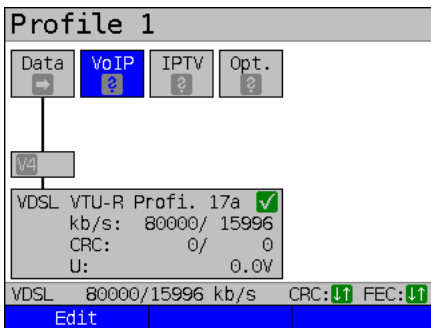 Profile 1
Data VoIP IPTV Opt.
? ? ?
V4
VDSL VTU-R Profi. 17a
kb/s: 80000/ 15996
CRC: 0/ 0
U: 0.0V
VDSL 80000/15996 kb/s CRC: FEC:
Edit